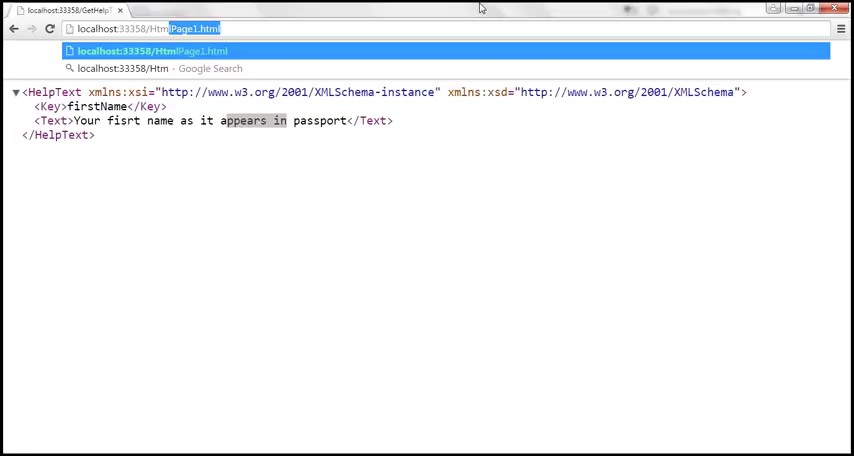 localhost:33358/GetHelpT
localhost:33358/HtmlPage1.html
localhost:33358/HtmlPage1.html
localhost:33358/Htm - Google Search
<HelpText xmlns:xsi="http://www.w3.org/2001/XMLSchema-instance" xmlns:xsd="http://www.w3.org/2001/XMLSchema">
<Key>firstName</Key>
<Text>Your fisrt name as it appears in passport</Text>
</HelpText>